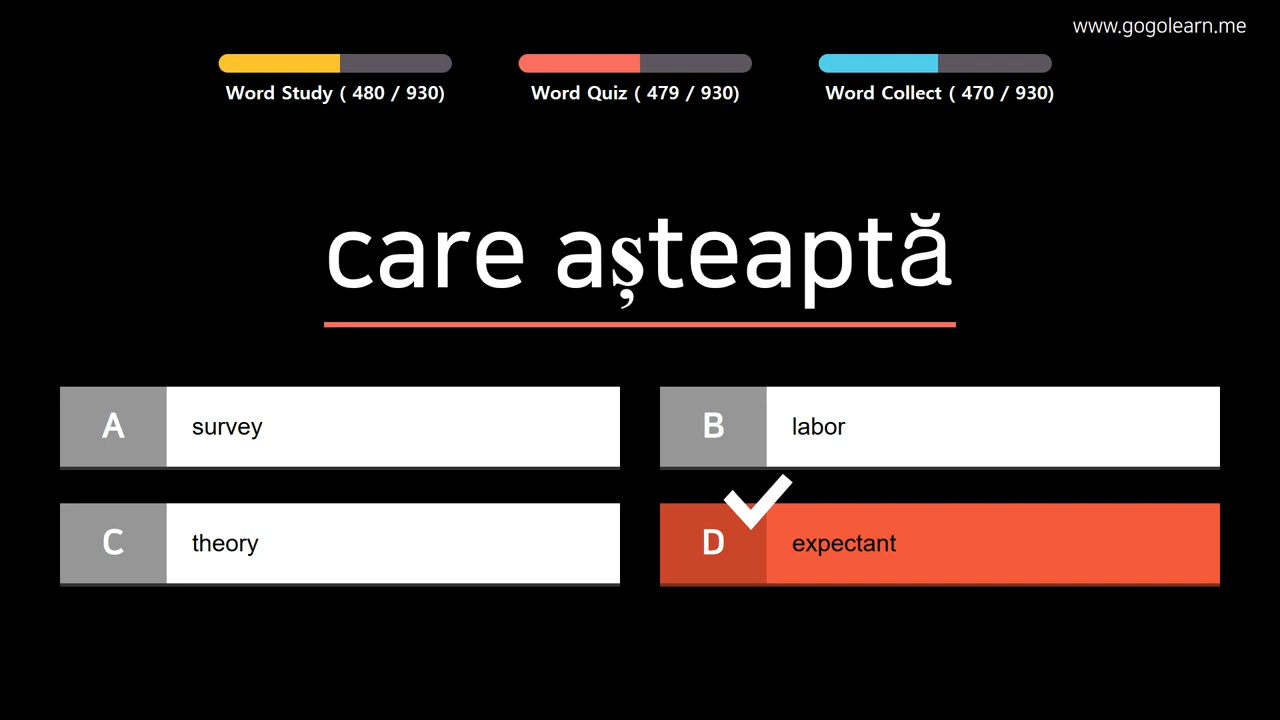 www.gogolearn.me
Word Study ( 480 / 930)
Word Quiz ( 479 / 930)
Word Collect ( 470 / 930)
care așteaptă
A survey
B labor
C theory
D expectant